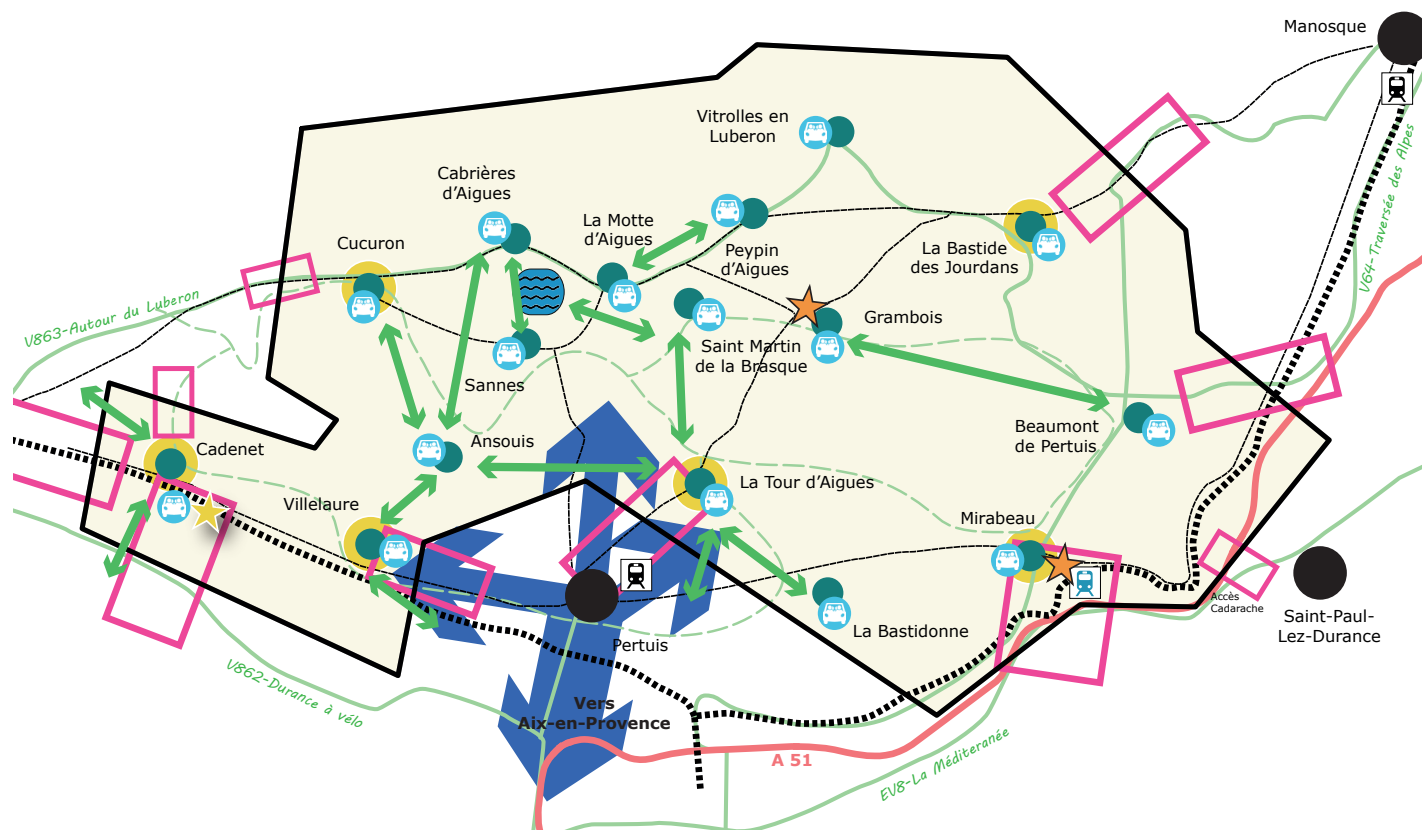 Manosque
Vitrolles en
Luberon
Cabrières
d'Aigues
La Motte
d'Aigues
Cucuron
Peypin
d'Aigues
La Bastide
des Jourdans
V64-Traversée des Alpes
V863-Autour du Luberon
Grambois
Saint Martin
de la Brasque
Sannes
Cadenet
Ansouis
Beaumont
de Pertuis
La Tour d'Aigues
Villelaure
Mirabeau
Accès
Cadarache
Saint-Paul-
Lez-Durance
La Bastidonne
Pertuis
V862-Durance à vélo
Vers
Aix-en-Provence
A 51
EV8-La Méditeranée